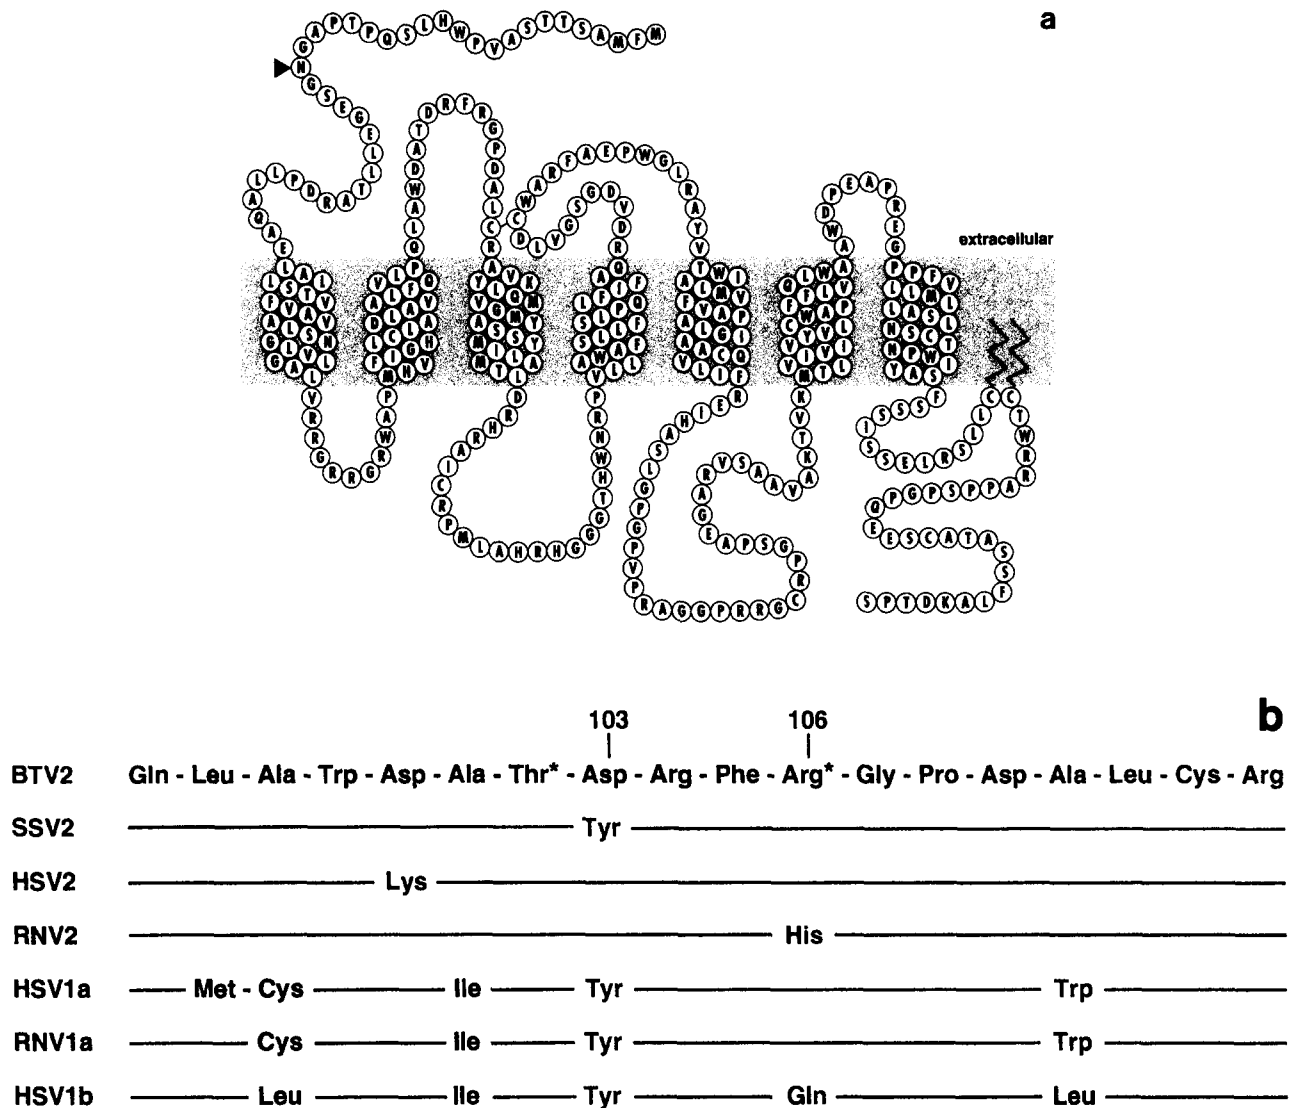 a
G A P T P Q S L H W P V A S T T S A M F M
N G S G E G E L L T A R D P L L A Q A E
Q L A W D A T D R F R G P D A L C R
C W A R F A E P W G L R A Y V T
D L V G S G D V D R Q
A W D P E A P R E G
extracellular
L V R R G R R G R W A P M
L D R H R A I C R P M L A H R H G G G T H W N R P V
F R E I H A S L G P G P V P R A G G P R R G C R P G S P A E G A R V S A A V A K T V K M
F S S S I S S E L R S L L C
C T W R R A P P S P G P Q E E S C A T A S S F L A K D T P S
b
103 106
BTV2 Gln - Leu - Ala - Trp - Asp - Ala - Thr* - Asp - Arg - Phe - Arg* - Gly - Pro - Asp - Ala - Leu - Cys - Arg
SSV2 Tyr
HSV2 Lys
RNV2 His
HSV1a Met - Cys Ile Tyr Trp
RNV1a Cys Ile Tyr Trp
HSV1b Leu Ile Tyr Gln Leu